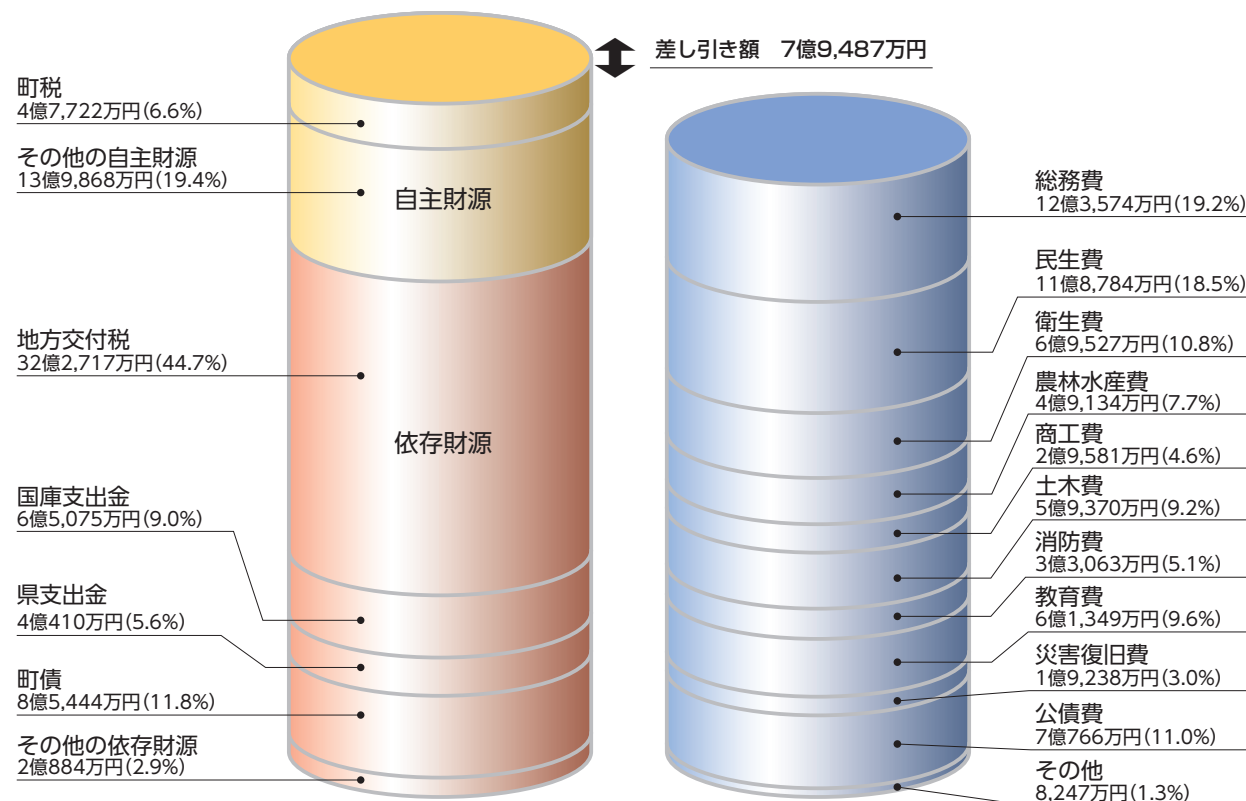 差し引き額　7億9,487万円
町税
4億7,722万円(6.6%)
その他の自主財源
13億9,868万円(19.4%)
自主財源
地方交付税
32億2,717万円(44.7%)
依存財源
国庫支出金
6億5,075万円(9.0%)
県支出金
4億410万円(5.6%)
町債
8億5,444万円(11.8%)
その他の依存財源
2億884万円(2.9%)
総務費
12億3,574万円(19.2%)
民生費
11億8,784万円(18.5%)
衛生費
6億9,527万円(10.8%)
農林水産費
4億9,134万円(7.7%)
商工費
2億9,581万円(4.6%)
土木費
5億9,370万円(9.2%)
消防費
3億3,063万円(5.1%)
教育費
6億1,349万円(9.6%)
災害復旧費
1億9,238万円(3.0%)
公債費
7億766万円(11.0%)
その他
8,247万円(1.3%)